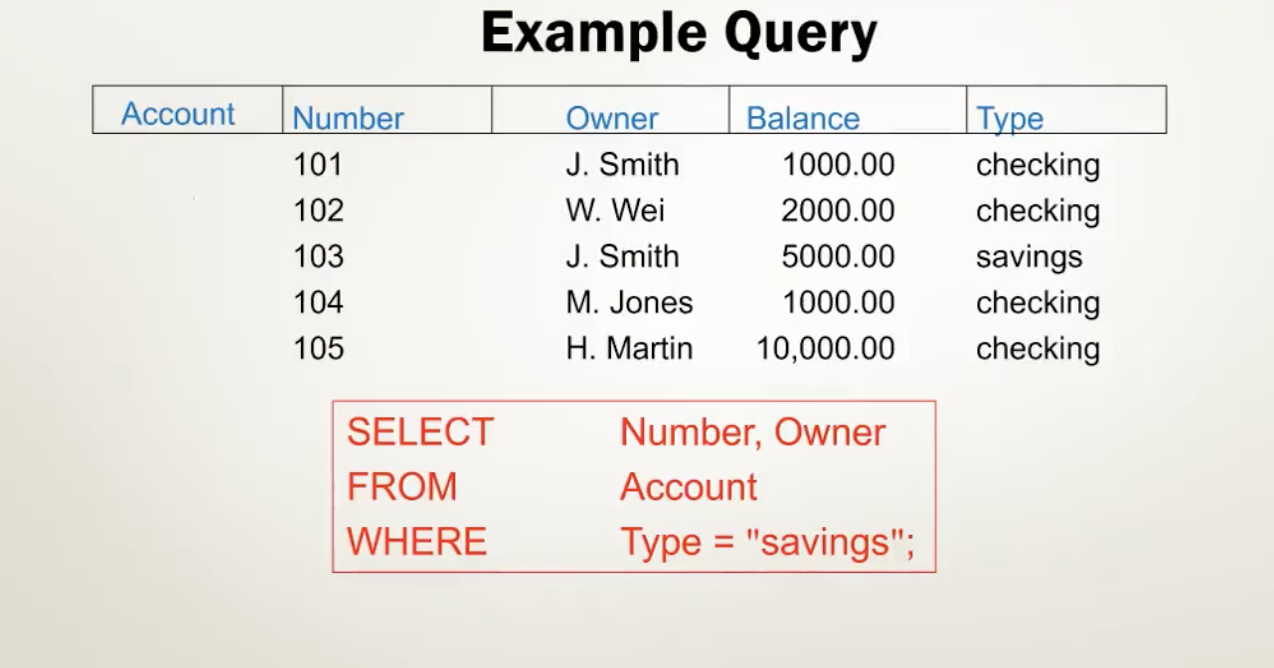 Example Query
Account Number Owner Balance Type
101 J. Smith 1000.00 checking
102 W. Wei 2000.00 checking
103 J. Smith 5000.00 savings
104 M. Jones 1000.00 checking
105 H. Martin 10,000.00 checking
SELECT Number, Owner
FROM Account
WHERE Type = "savings";